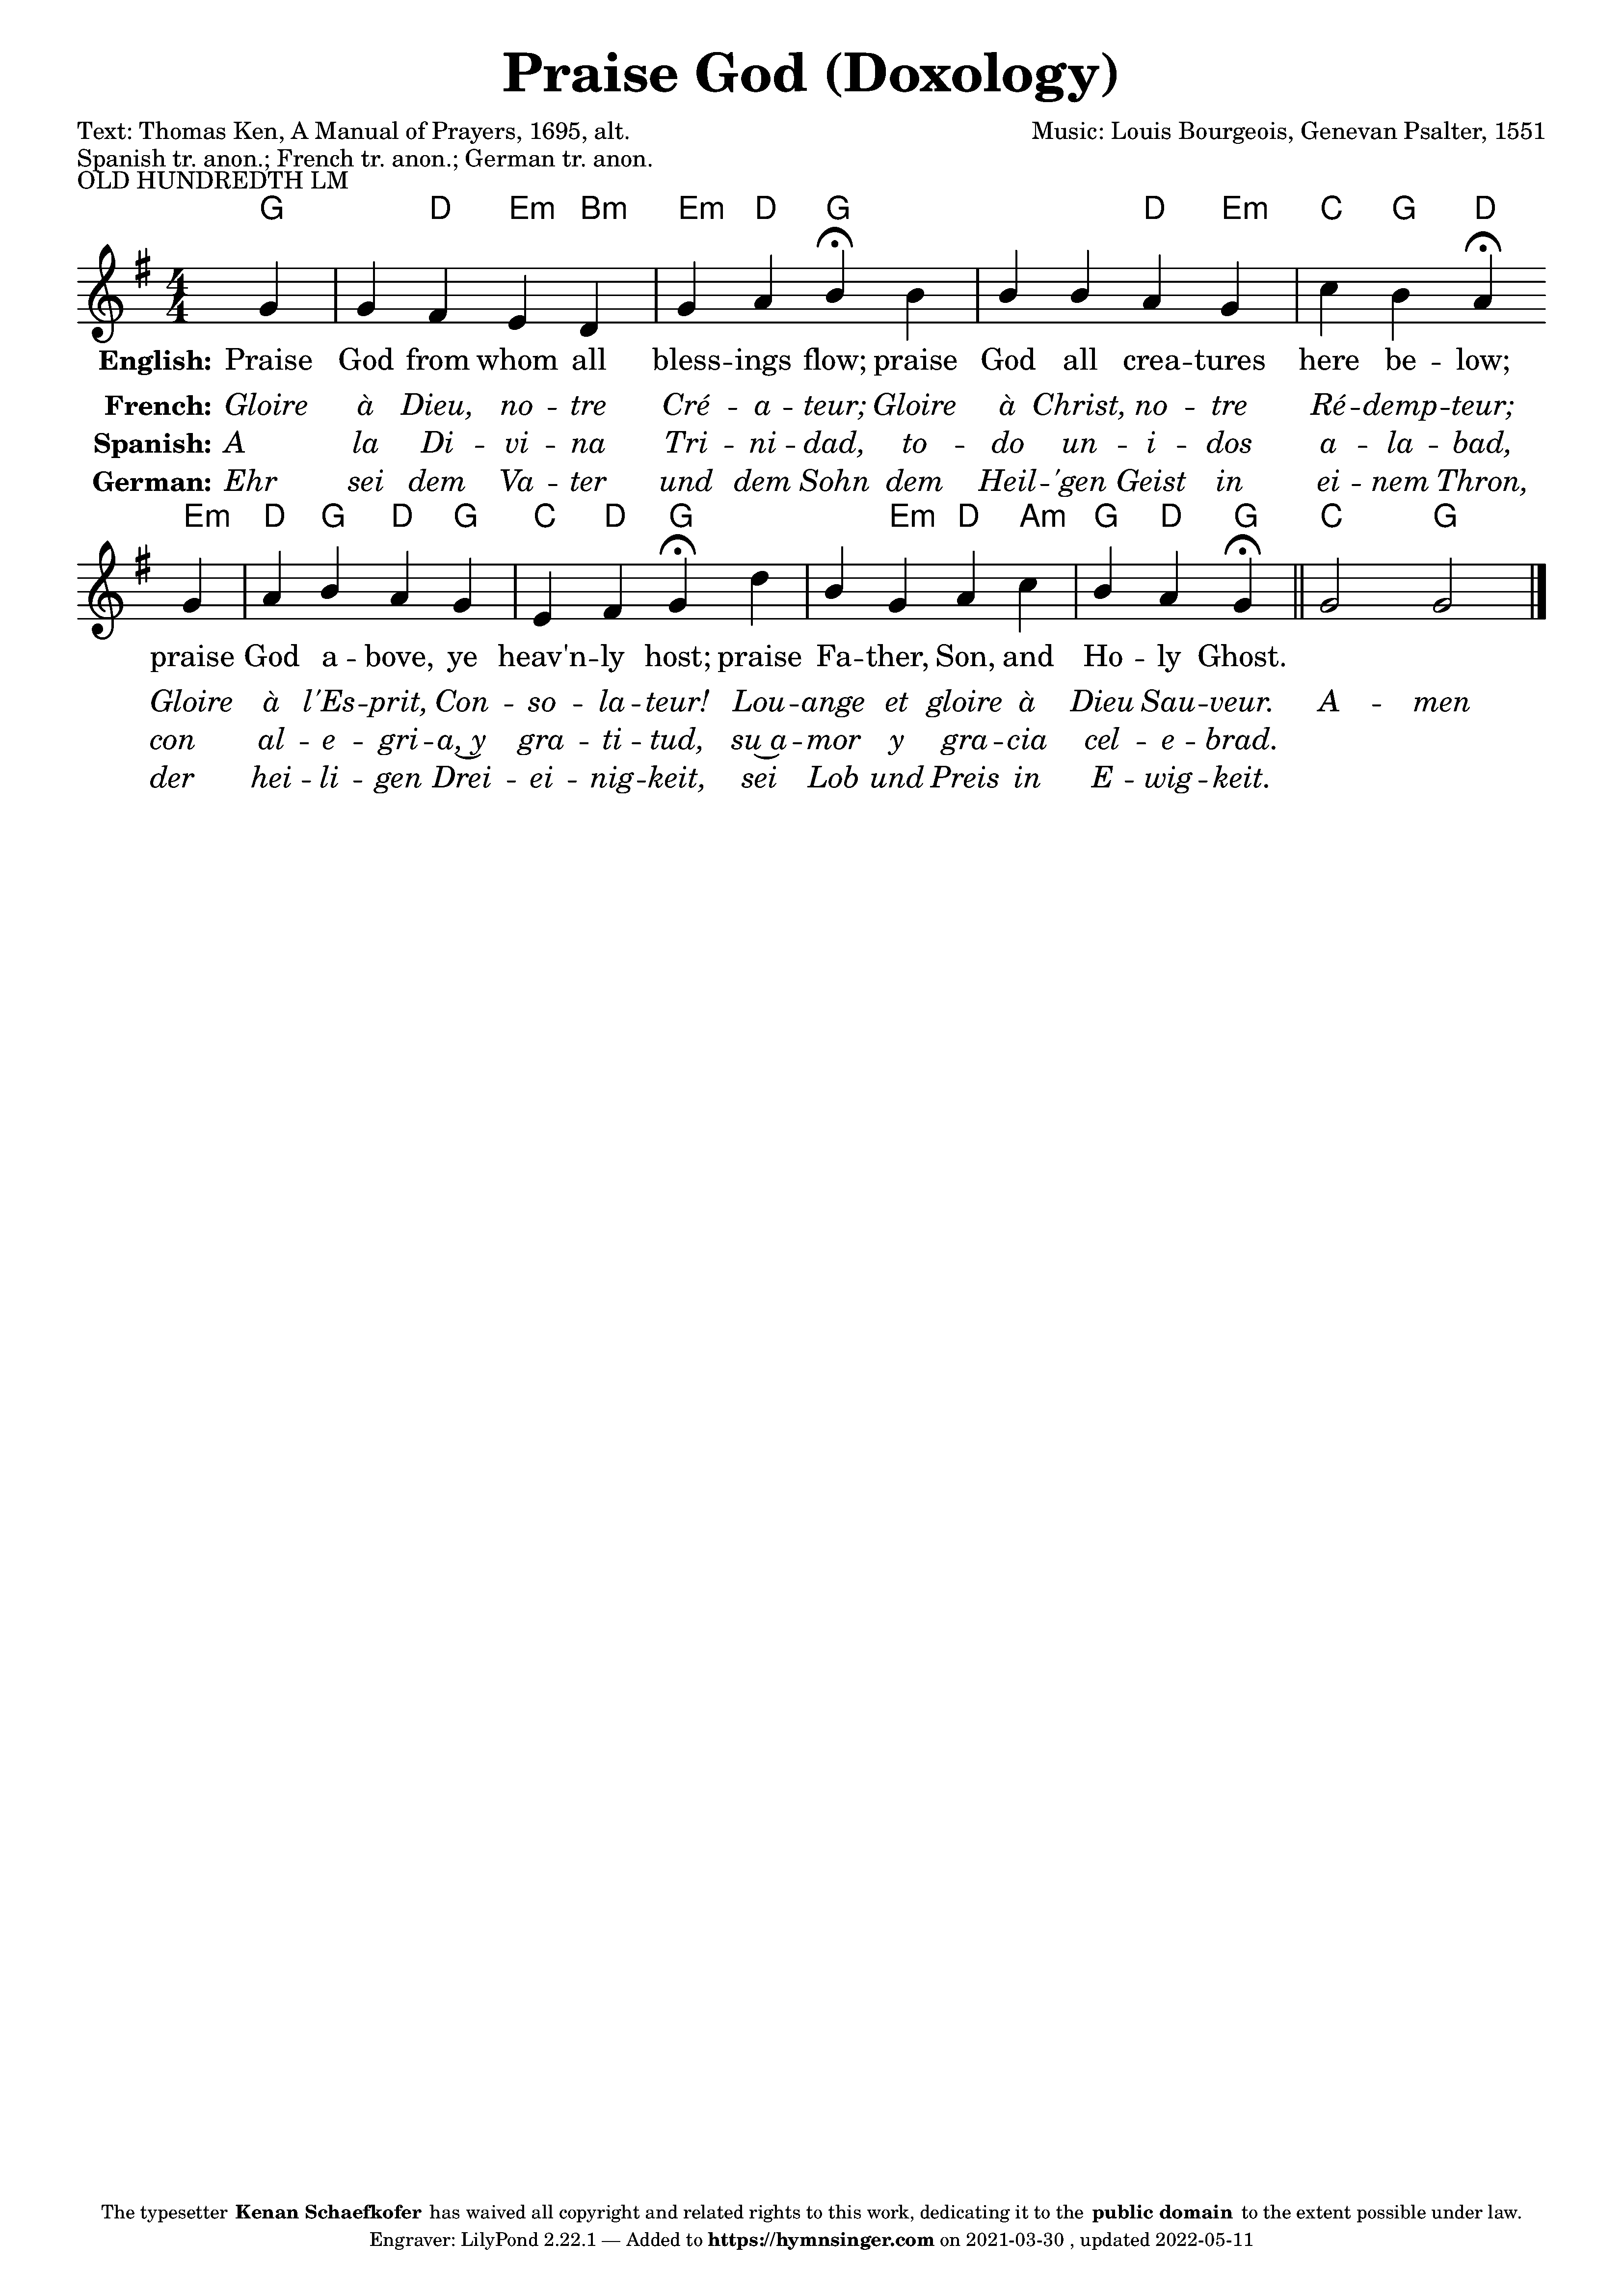 Praise God (Doxology)
Text: Thomas Ken, A Manual of Prayers, 1695, alt.
Music: Louis Bourgeois, Genevan Psalter, 1551
Spanish tr. anon.; French tr. anon.; German tr. anon.
OLD HUNDREDTH LM
G D Em Bm Em D G D Em C G D
4
4
English: Praise God from whom all bless -- ings flow; praise God all crea -- tures here be -- low;
French: Gloire à Dieu, no -- tre Cré -- a -- teur; Gloire à Christ, no -- tre Ré -- demp -- teur;
Spanish: A la Di -- vi -- na Tri -- ni -- dad, to -- do un -- i -- dos a -- la -- bad,
German: Ehr sei dem Va -- ter und dem Sohn dem Heil -- 'gen Geist in ei -- nem Thron,
Em D G D G C D G Em D Am G D G C G
praise God a -- bove, ye heav'n -- ly host; praise Fa -- ther, Son, and Ho -- ly Ghost.
Gloire à l'Es -- prit, Con -- so -- la -- teur! Lou -- ange et gloire à Dieu Sau -- veur. A -- men
con al -- e -- gri -- a,‿y gra -- ti -- tud, su‿a -- mor y gra -- cia cel -- e -- brad.
der hei -- li -- gen Drei -- ei -- nig -- keit, sei Lob und Preis in E -- wig -- keit.
The typesetter Kenan Schaefkofer has waived all copyright and related rights to this work, dedicating it to the public domain to the extent possible under law.
Engraver: LilyPond 2.22.1 — Added to https://hymnsinger.com on 2021-03-30 , updated 2022-05-11